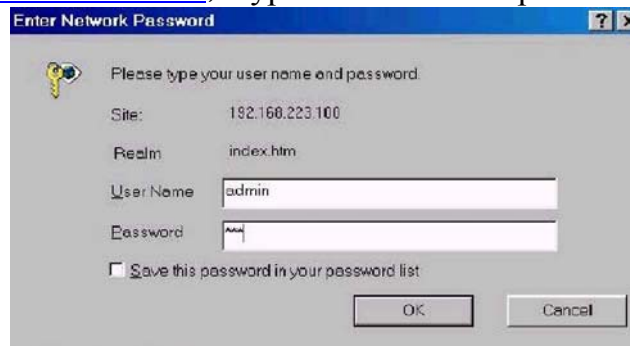 Enter Network Password
Please type your user name and password.
Site: 192.168.223.100
Realm index.htm
User Name admin
Password ***
Save this password in your password list
OK Cancel